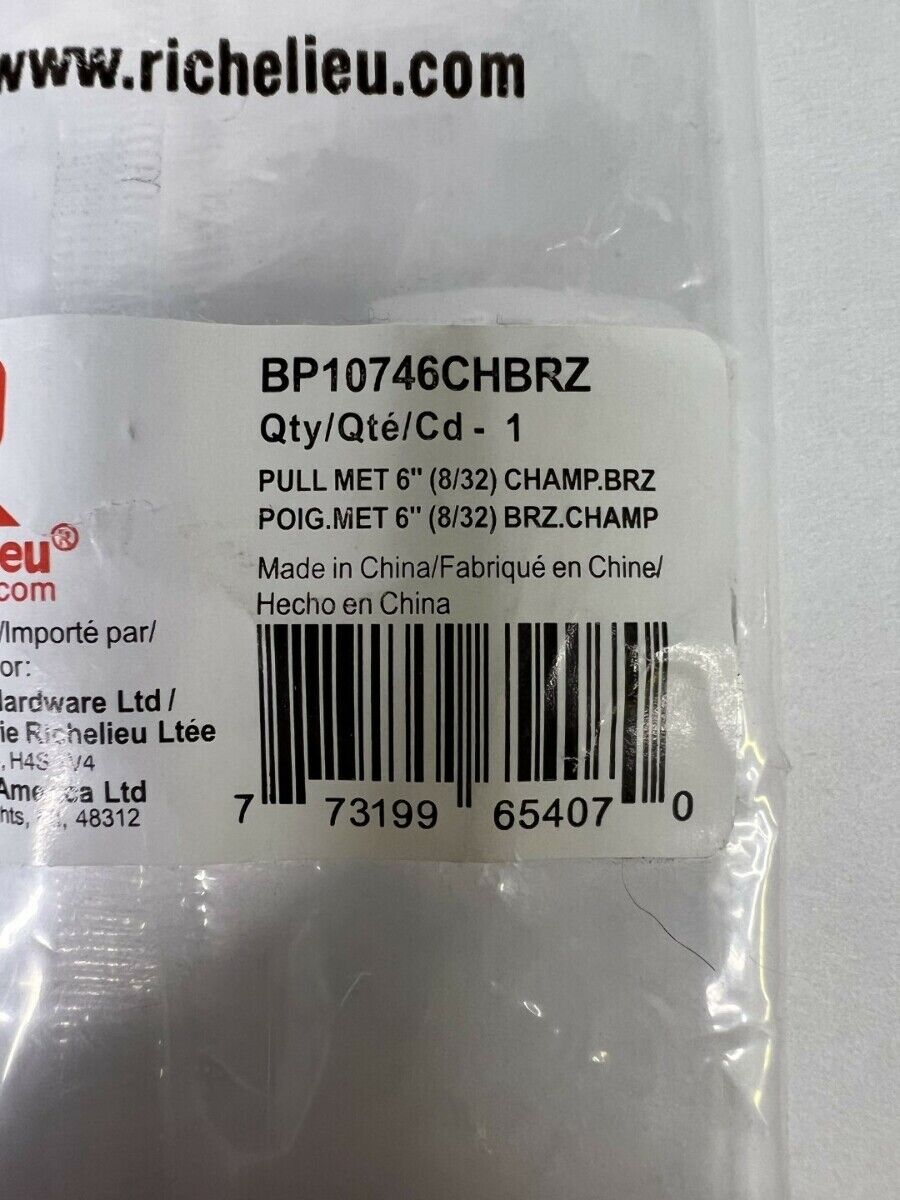 www.richelieu.com
BP10746CHBRZ
Qty/Qté/Cd - 1
PULL MET 6" (8/32) CHAMP.BRZ
POIG.MET 6" (8/32) BRZ.CHAMP
Made in China/Fabriqué en Chine/
Hecho en China
eu®
com
/Importé par/
or:
ardware Ltd /
ie Richelieu Ltée
, H4S V4
America Ltd
hts, 48312
7 73199 65407 0